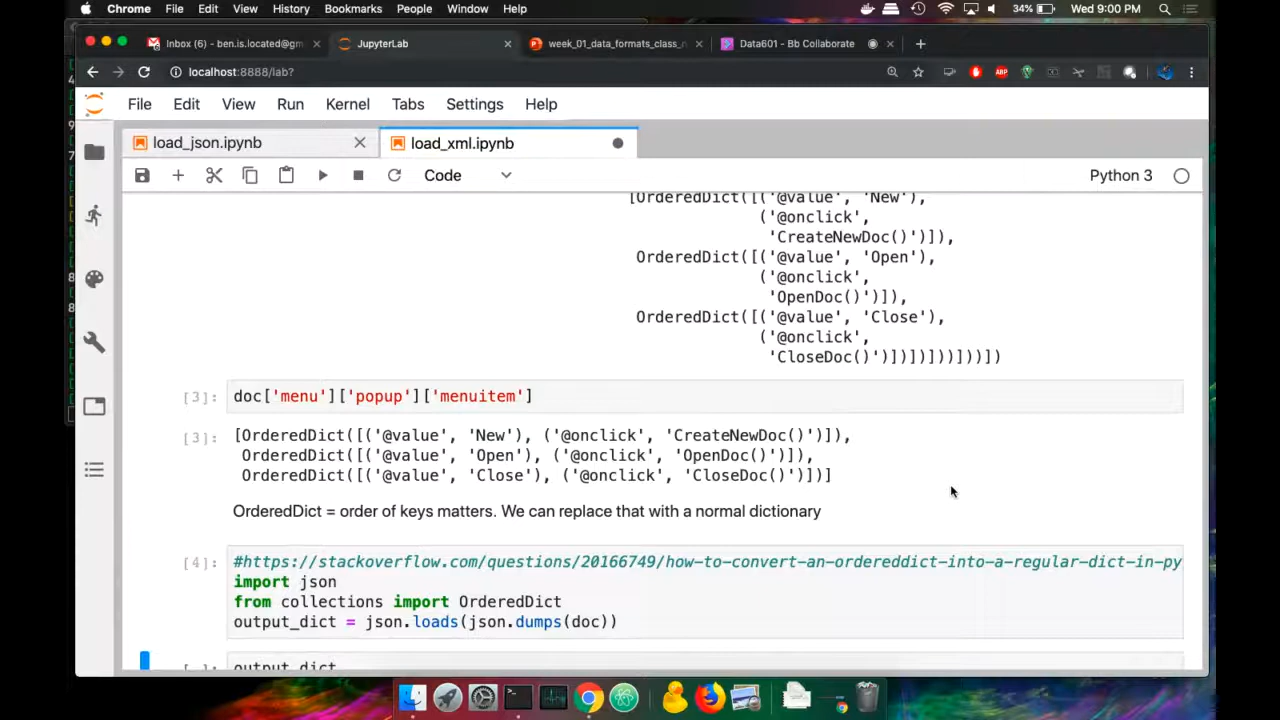 Chrome File Edit View History Bookmarks People Window Help 34% Wed 9:00 PM
Inbox (6) - ben.is.located@gm JupyterLab week_01_data_formats_class_ Data601 - Bb Collaborate
localhost:8888/lab? ABP
File Edit View Run Kernel Tabs Settings Help
load_json.ipynb load_xml.ipynb
Code Python 3
[OrderedDict([('@value', 'New'),
('@onclick',
'CreateNewDoc()')]),
OrderedDict([('@value', 'Open'),
('@onclick',
'OpenDoc()')]),
OrderedDict([('@value', 'Close'),
('@onclick',
'CloseDoc()')])])])])])
[3]: doc['menu']['popup']['menuitem']
[3]: [OrderedDict([('@value', 'New'), ('@onclick', 'CreateNewDoc()')]),
OrderedDict([('@value', 'Open'), ('@onclick', 'OpenDoc()')]),
OrderedDict([('@value', 'Close'), ('@onclick', 'CloseDoc()')])]
OrderedDict = order of keys matters. We can replace that with a normal dictionary
[4]: #https://stackoverflow.com/questions/20166749/how-to-convert-an-ordereddict-into-a-regular-dict-in-py
import json
from collections import OrderedDict
output_dict = json.loads(json.dumps(doc))
[ ]: output_dict